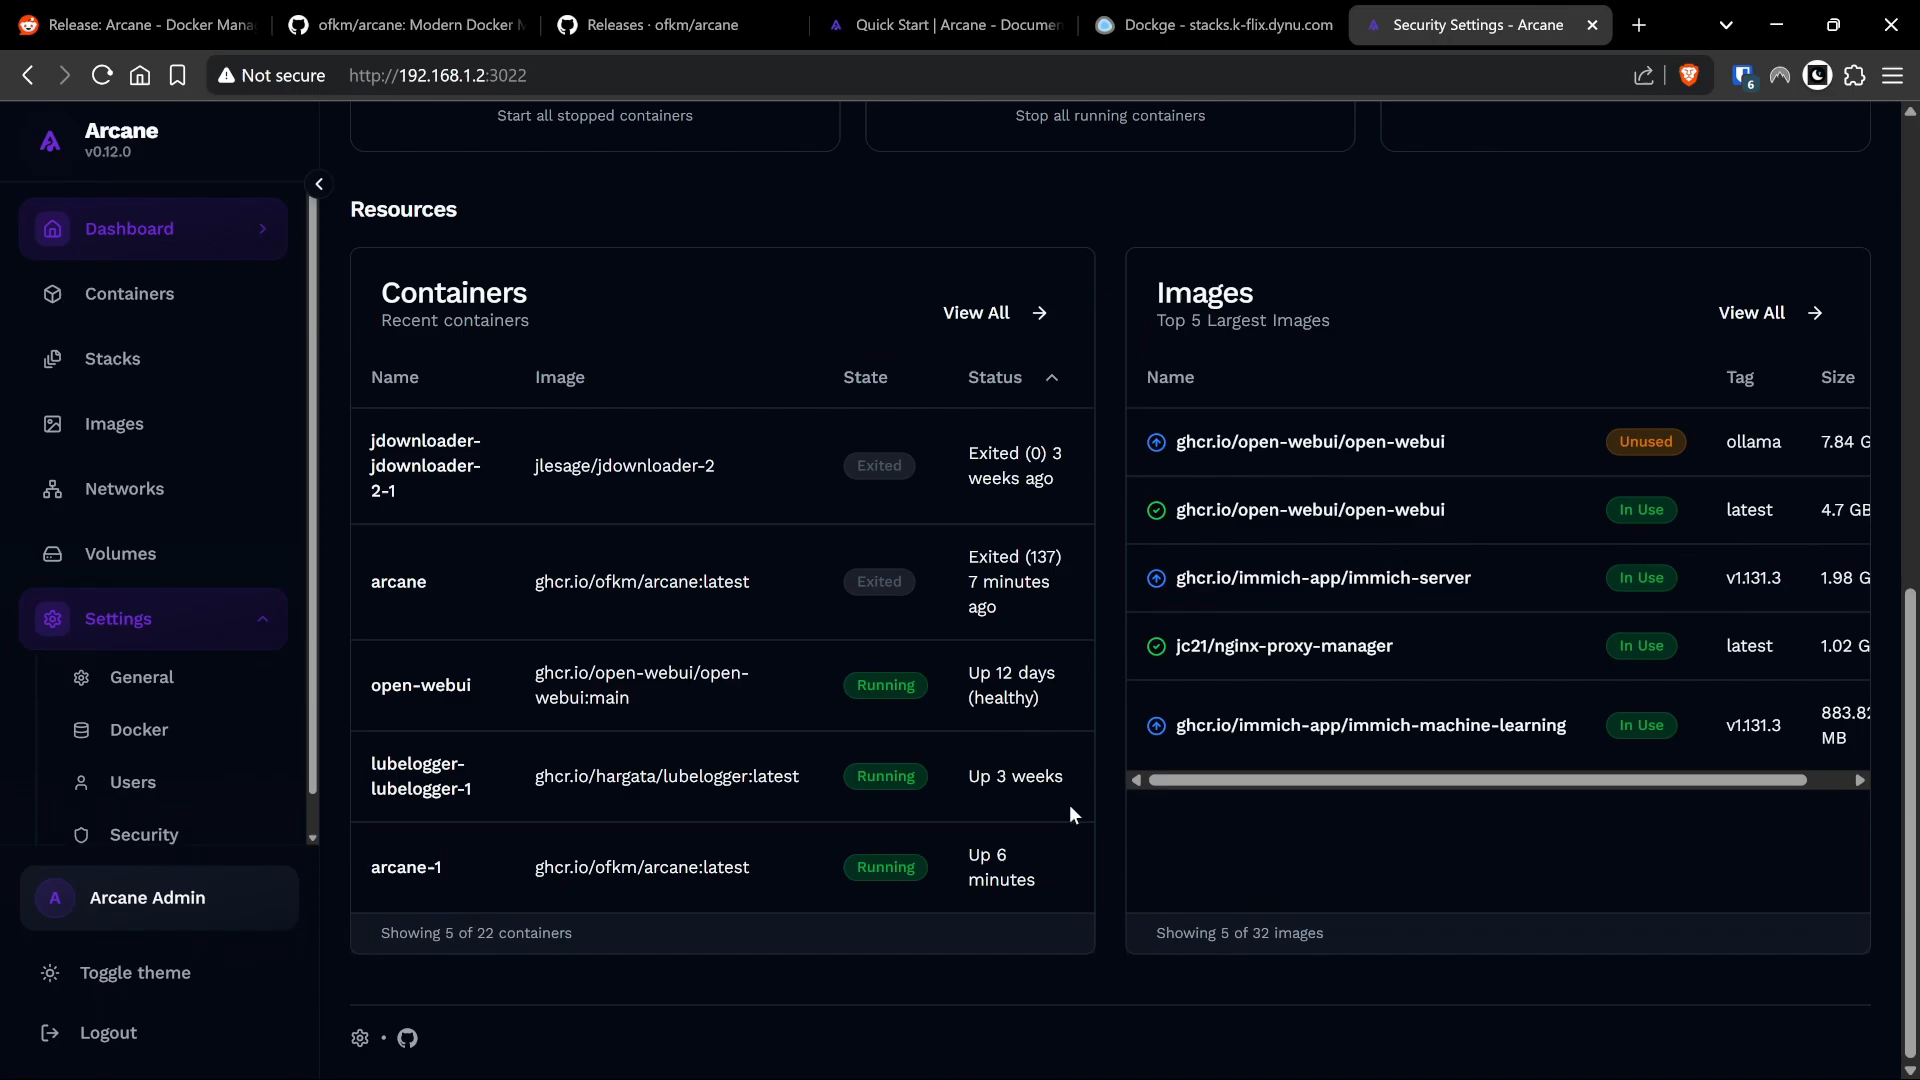 Release: Arcane - Docker Mana
ofkm/arcane: Modern Docker M
Releases · ofkm/arcane
Quick Start | Arcane - Documen
Dockge - stacks.k-flix.dynu.com
Security Settings - Arcane
Not secure
http://192.168.1.2:3022
6
Arcane
v0.12.0
Dashboard
Containers
Stacks
Images
Networks
Volumes
Settings
General
Docker
Users
Security
A
Arcane Admin
Toggle theme
Logout
Start all stopped containers
Stop all running containers
Resources
Containers
Recent containers
View All
Name Image State Status
jdownloader-
jdownloader-
2-1
jlesage/jdownloader-2
Exited
Exited (0) 3
weeks ago
arcane
ghcr.io/ofkm/arcane:latest
Exited
Exited (137)
7 minutes
ago
open-webui
ghcr.io/open-webui/open-
webui:main
Running
Up 12 days
(healthy)
lubelogger-
lubelogger-1
ghcr.io/hargata/lubelogger:latest
Running
Up 3 weeks
arcane-1
ghcr.io/ofkm/arcane:latest
Running
Up 6
minutes
Showing 5 of 22 containers
Images
Top 5 Largest Images
View All
Name Tag Size
ghcr.io/open-webui/open-webui Unused ollama 7.84 G
ghcr.io/open-webui/open-webui In Use latest 4.7 GB
ghcr.io/immich-app/immich-server In Use v1.131.3 1.98 G
jc21/nginx-proxy-manager In Use latest 1.02 G
ghcr.io/immich-app/immich-machine-learning In Use v1.131.3
883.82
MB
Showing 5 of 32 images